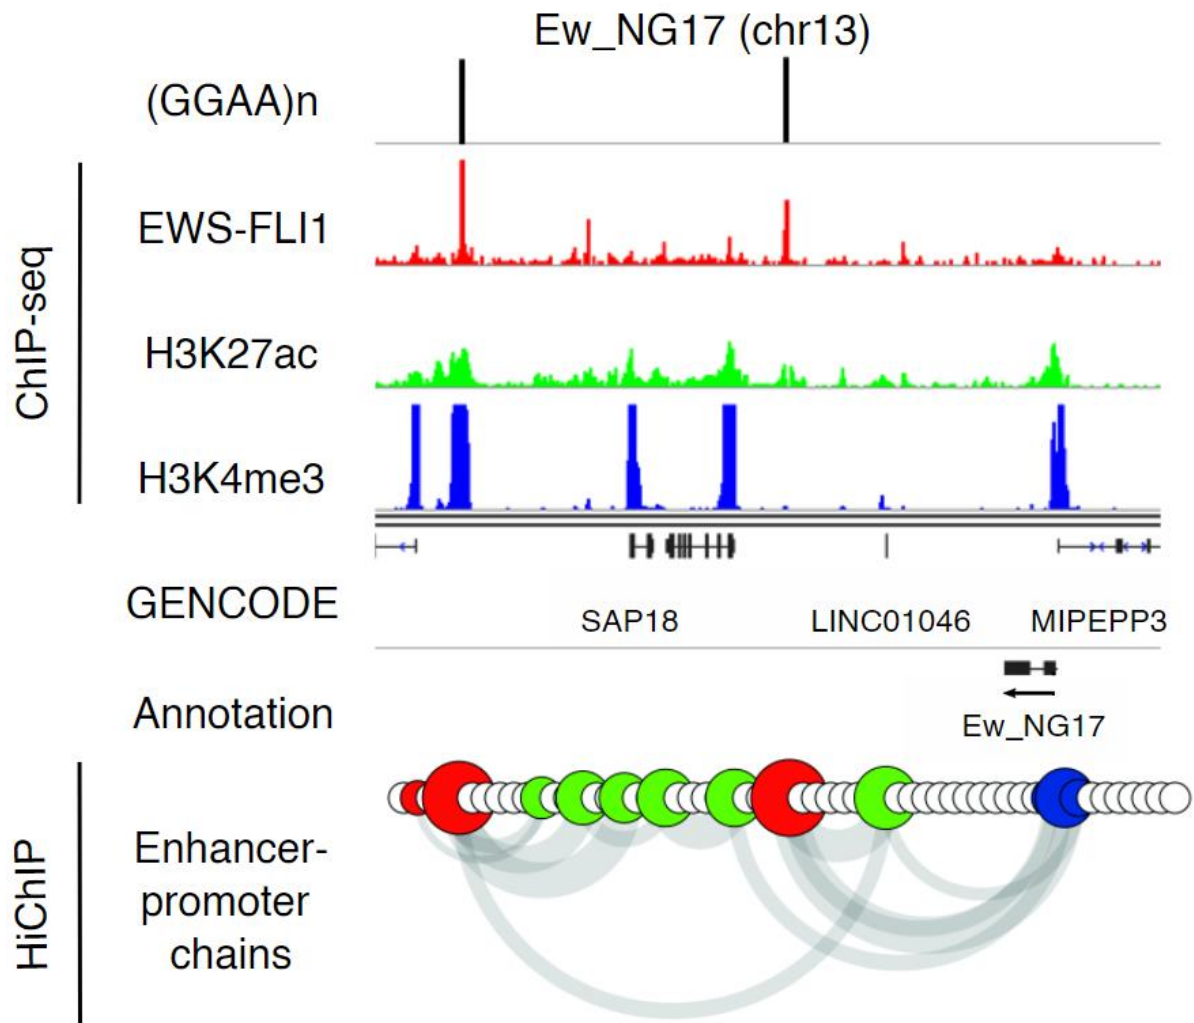 Ew_NG17 (chr13)
(GGAA)n
ChIP-seq
EWS-FLI1
H3K27ac
H3K4me3
GENCODE
SAP18 LINC01046 MIPEPP3
Annotation
Ew_NG17
HiChIP
Enhancer-
promoter
chains